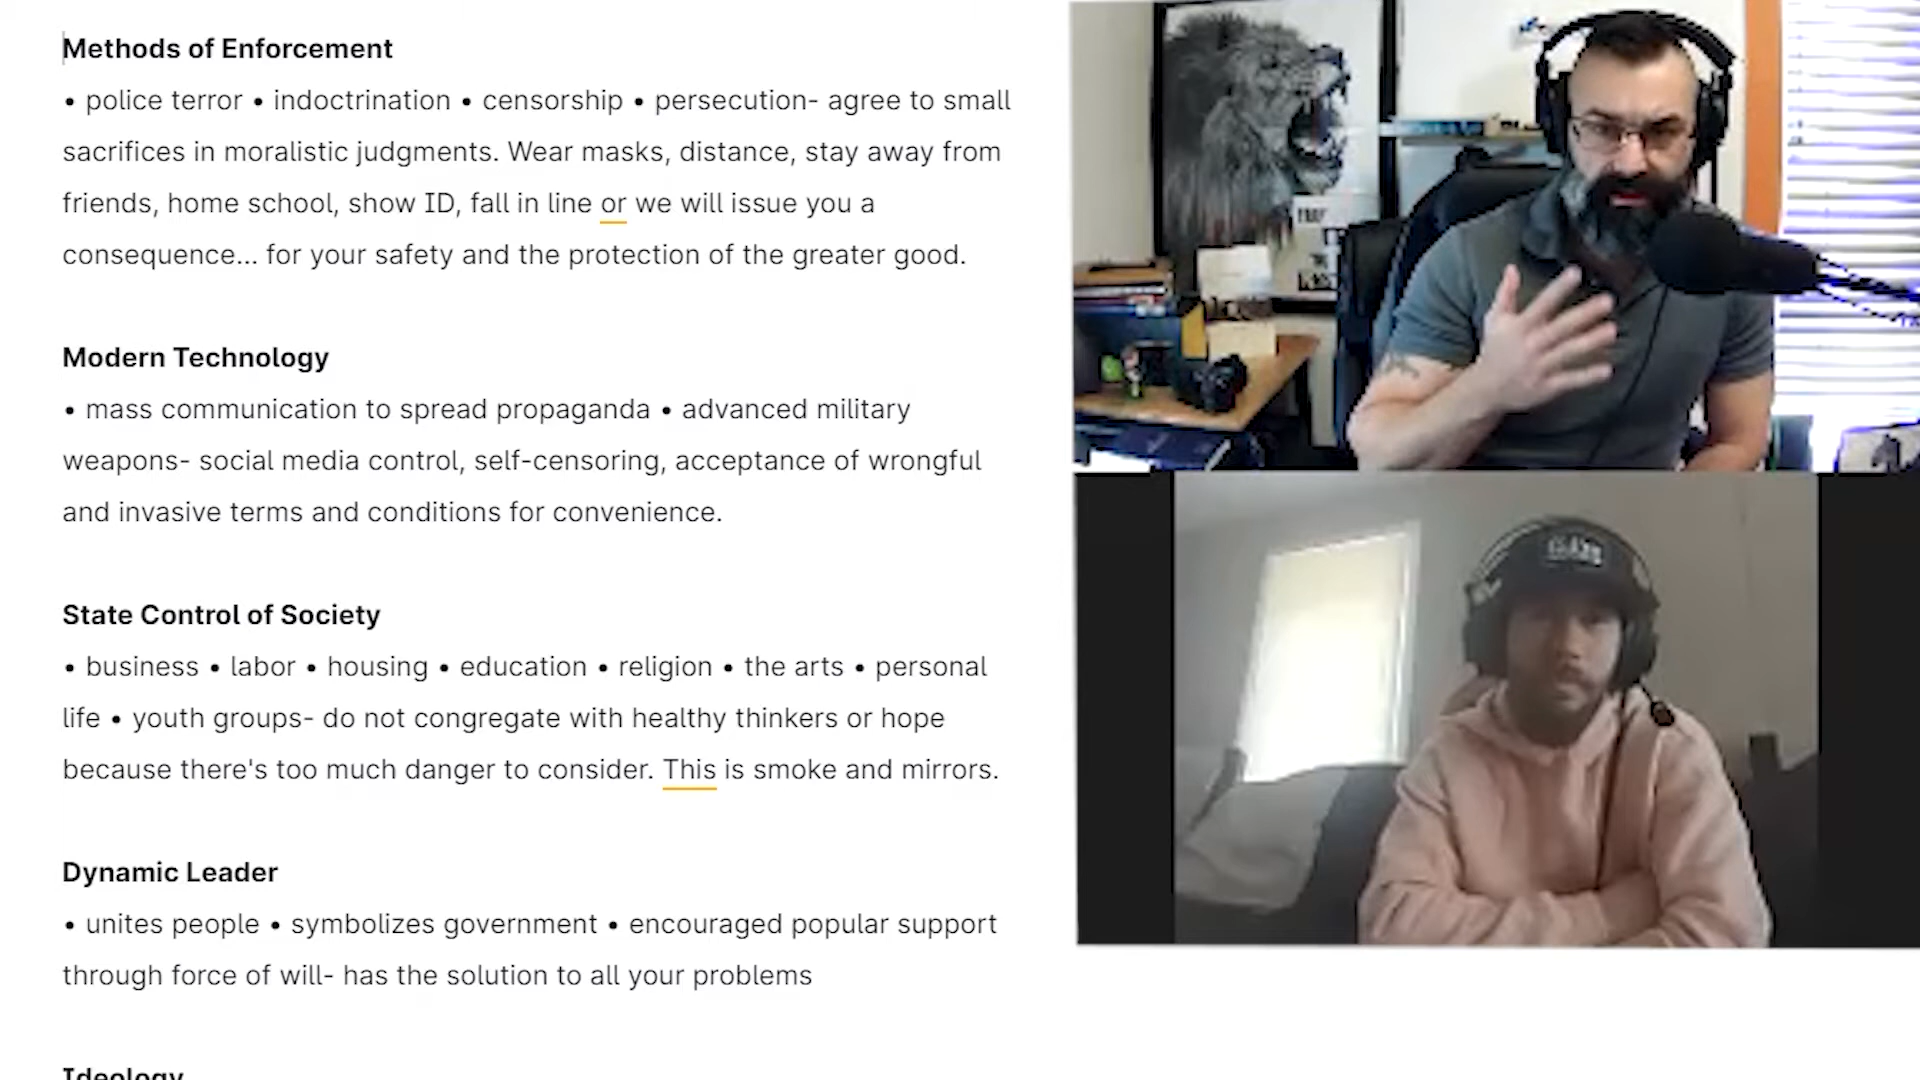 Methods of Enforcement
• police terror • indoctrination • censorship • persecution- agree to small
sacrifices in moralistic judgments. Wear masks, distance, stay away from
friends, home school, show ID, fall in line or we will issue you a
consequence... for your safety and the protection of the greater good.
Modern Technology
• mass communication to spread propaganda • advanced military
weapons- social media control, self-censoring, acceptance of wrongful
and invasive terms and conditions for convenience.
State Control of Society
• business • labor • housing • education • religion • the arts • personal
life • youth groups- do not congregate with healthy thinkers or hope
because there's too much danger to consider. This is smoke and mirrors.
Dynamic Leader
• unites people • symbolizes government • encouraged popular support
through force of will- has the solution to all your problems
Ideology